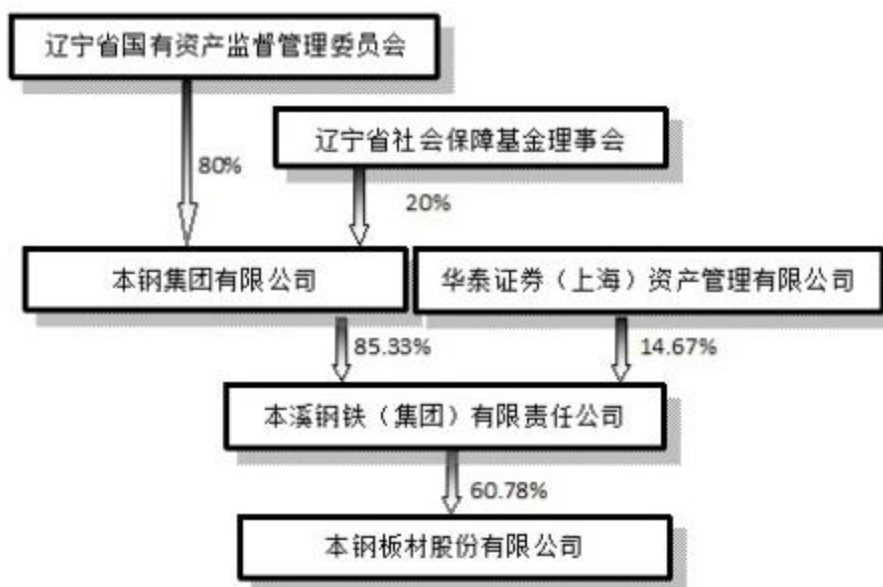 辽宁省国有资产监督管理委员会
辽宁省社会保障基金理事会
80%
20%
本钢集团有限公司
华泰证券（上海）资产管理有限公司
85.33%
14.67%
本溪钢铁（集团）有限责任公司
60.78%
本钢板材股份有限公司